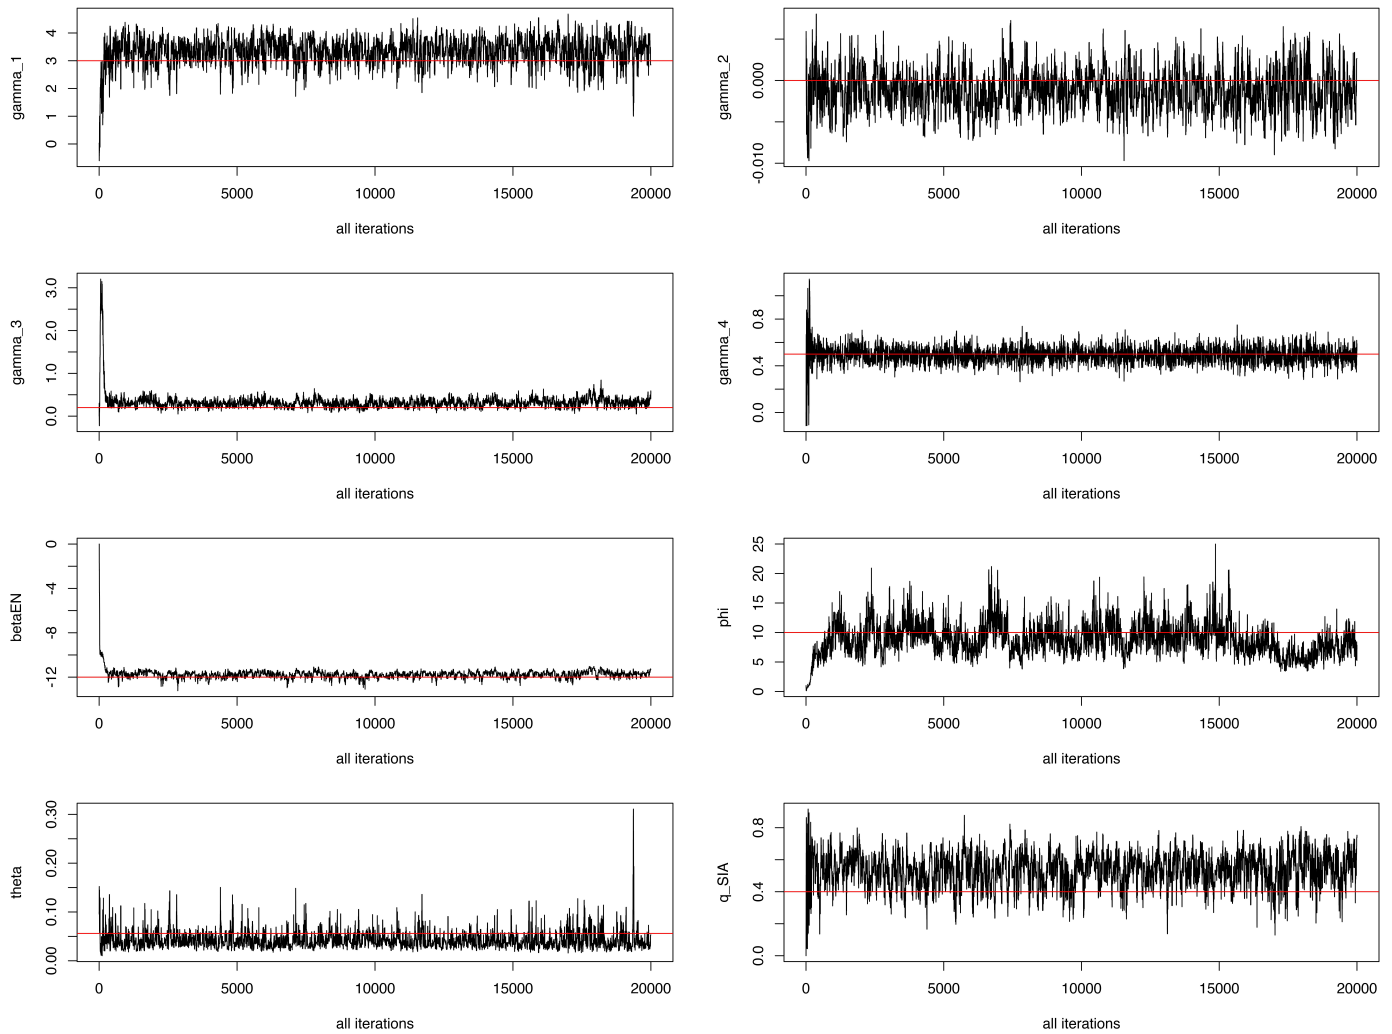 gamma_1
4
3
2
1
0
0 5000 10000 15000 20000
all iterations
gamma_2
0.000
-0.010
0 5000 10000 15000 20000
all iterations
gamma_3
3.0
2.0
1.0
0.0
0 5000 10000 15000 20000
all iterations
gamma_4
0.8
0.4
0.0
0 5000 10000 15000 20000
all iterations
betaEN
0
-4
-8
-12
0 5000 10000 15000 20000
all iterations
phi
25
20
15
10
5
0
0 5000 10000 15000 20000
all iterations
theta
0.30
0.20
0.10
0.00
0 5000 10000 15000 20000
all iterations
q_SIA
0.8
0.4
0.0
0 5000 10000 15000 20000
all iterations